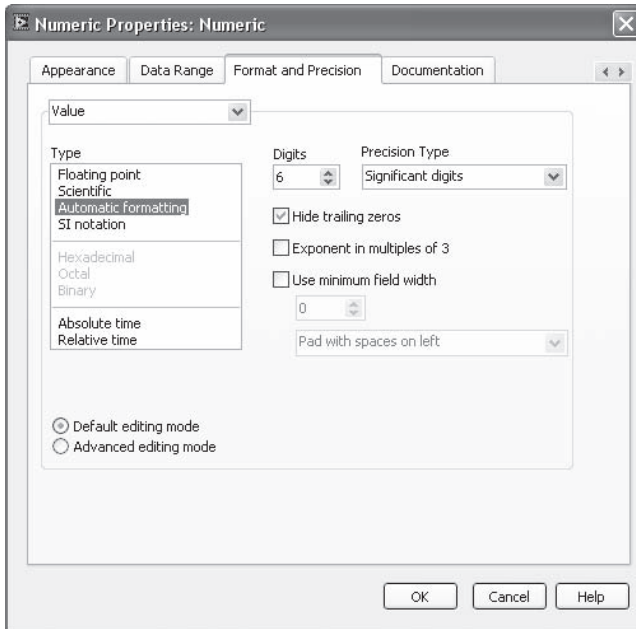 Numeric Properties: Numeric
Appearance
Data Range
Format and Precision
Documentation
Value
Type
Floating point
Scientific
Automatic formatting
SI notation
Hexadecimal
Octal
Binary
Absolute time
Relative time
Digits
6
Precision Type
Significant digits
Hide trailing zeros
Exponent in multiples of 3
Use minimum field width
0
Pad with spaces on left
Default editing mode
Advanced editing mode
OK
Cancel
Help